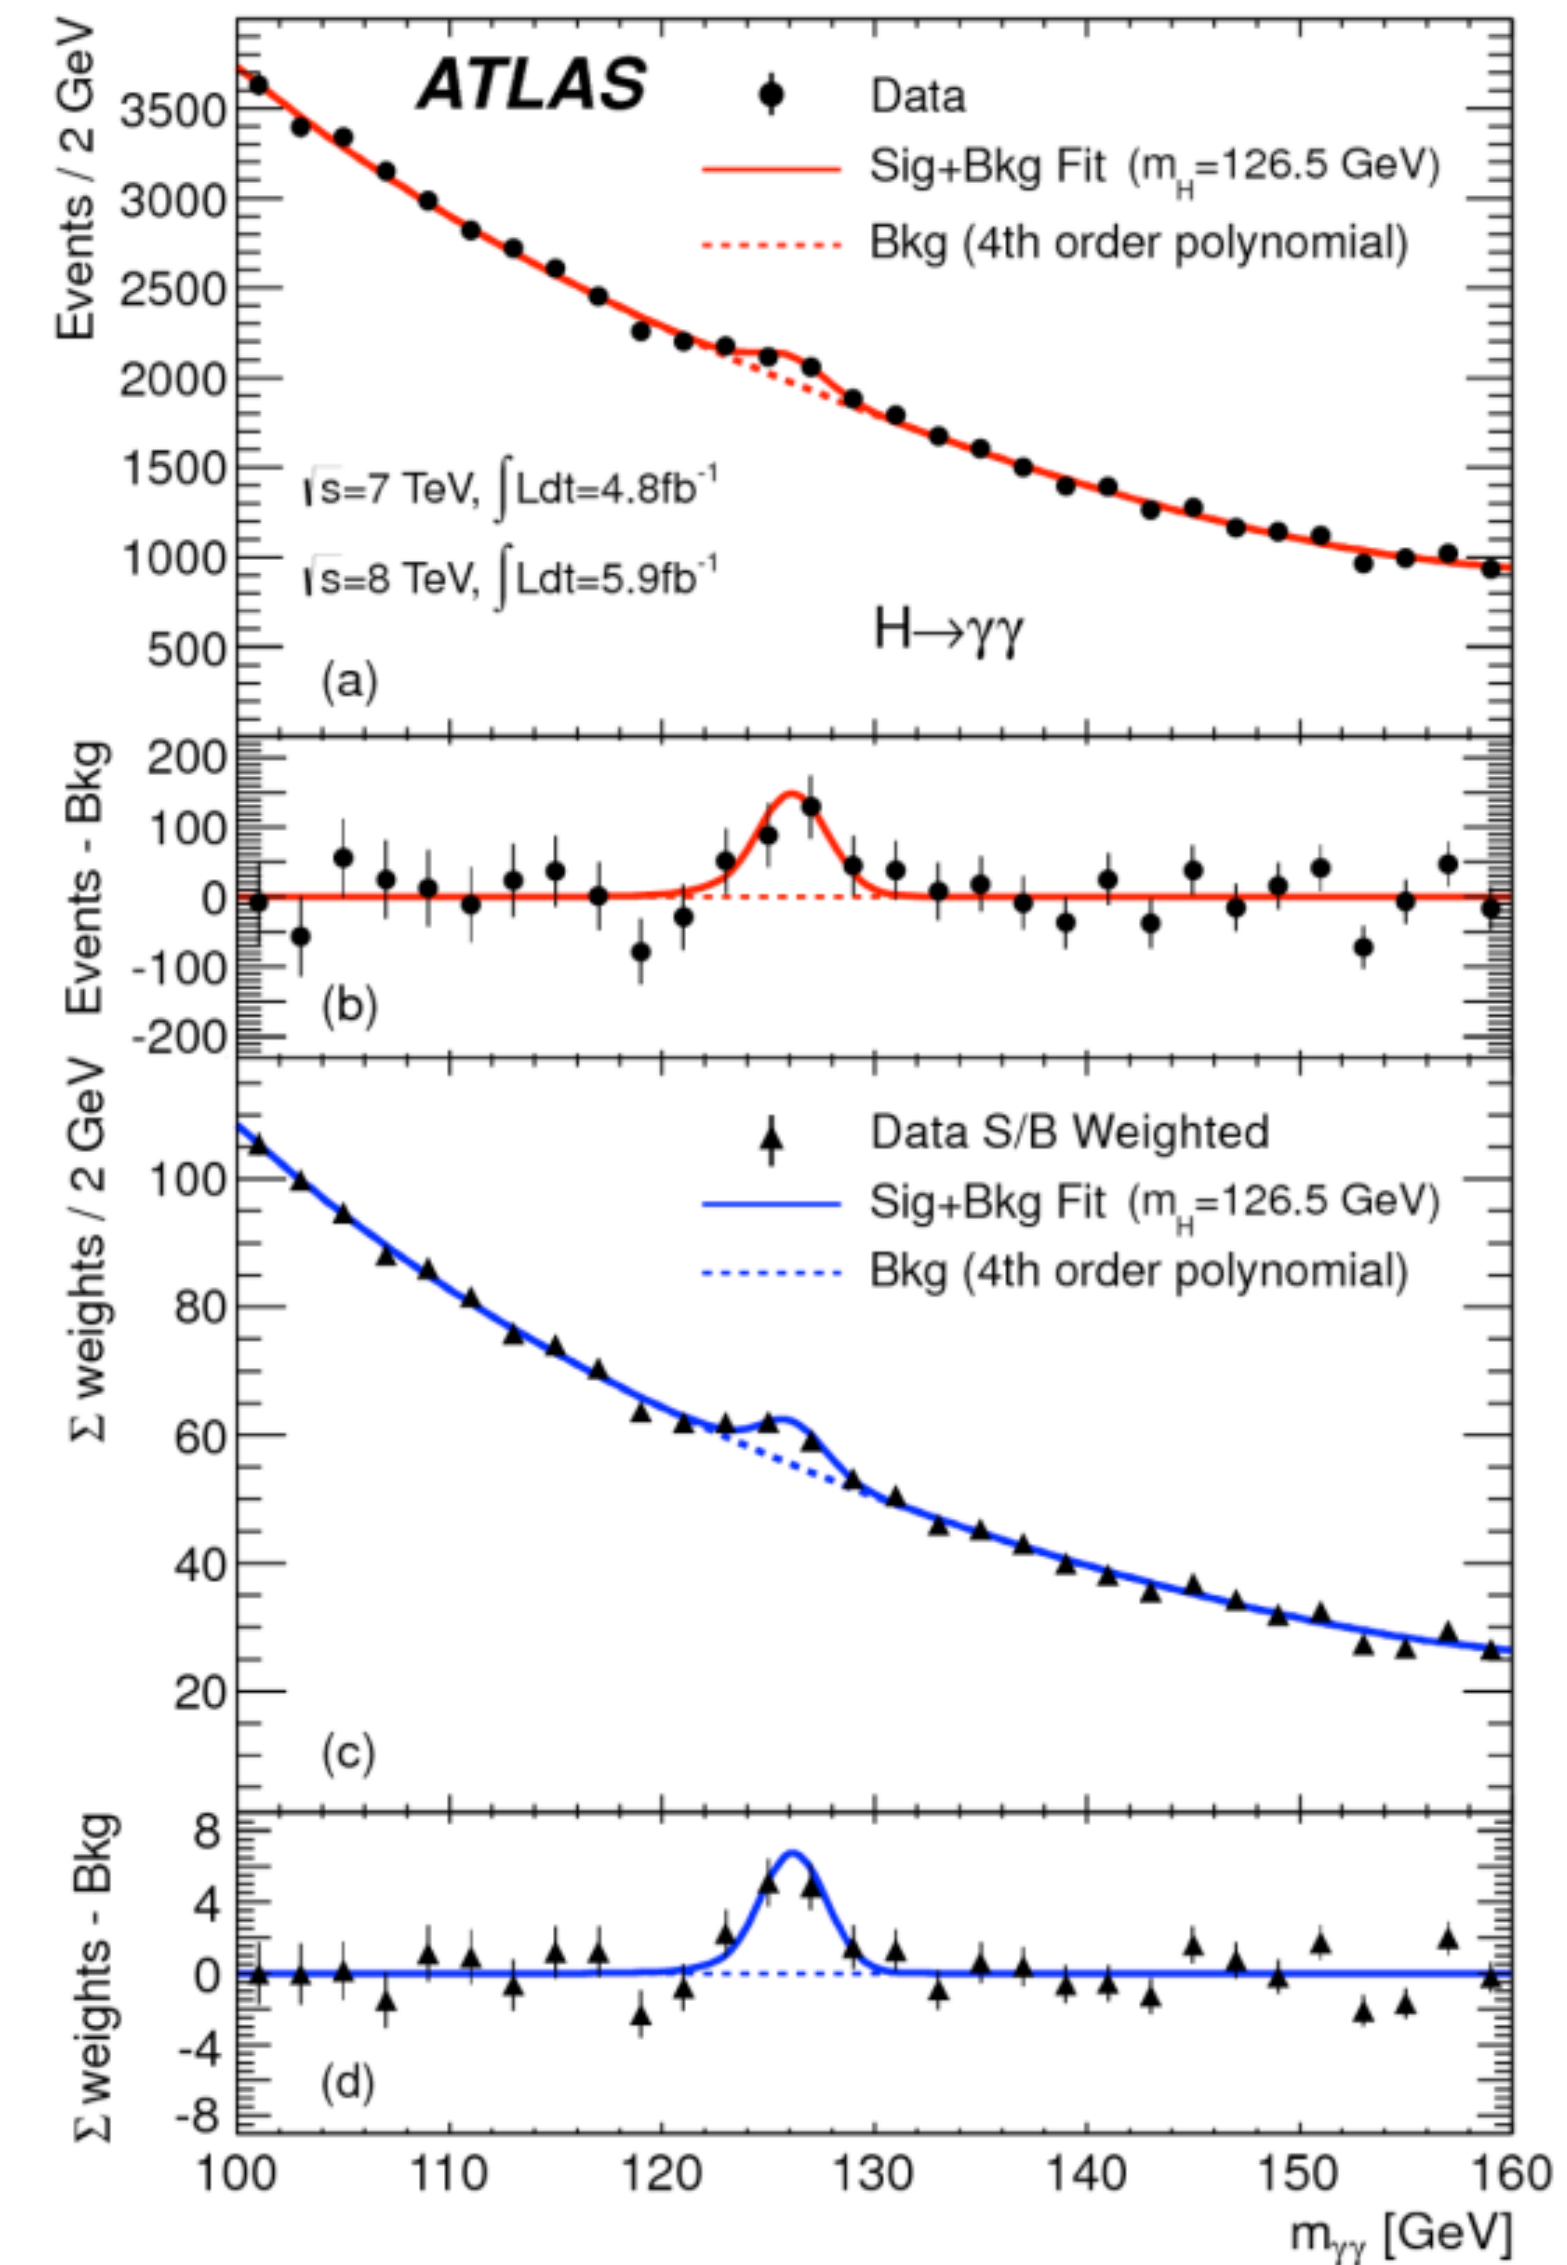 ATLAS
Data
Sig+Bkg Fit (m_H=126.5 GeV)
Bkg (4th order polynomial)
Events / 2 GeV
3500
3000
2500
2000
1500
1000
500
√s=7 TeV, ∫Ldt=4.8fb⁻¹
√s=8 TeV, ∫Ldt=5.9fb⁻¹
H→γγ
(a)
Events - Bkg
200
100
0
-100
-200
(b)
Σ weights / 2 GeV
Data S/B Weighted
Sig+Bkg Fit (m_H=126.5 GeV)
Bkg (4th order polynomial)
100
80
60
40
20
(c)
Σ weights - Bkg
8
4
0
-4
-8
(d)
100 110 120 130 140 150 160
m_γγ [GeV]